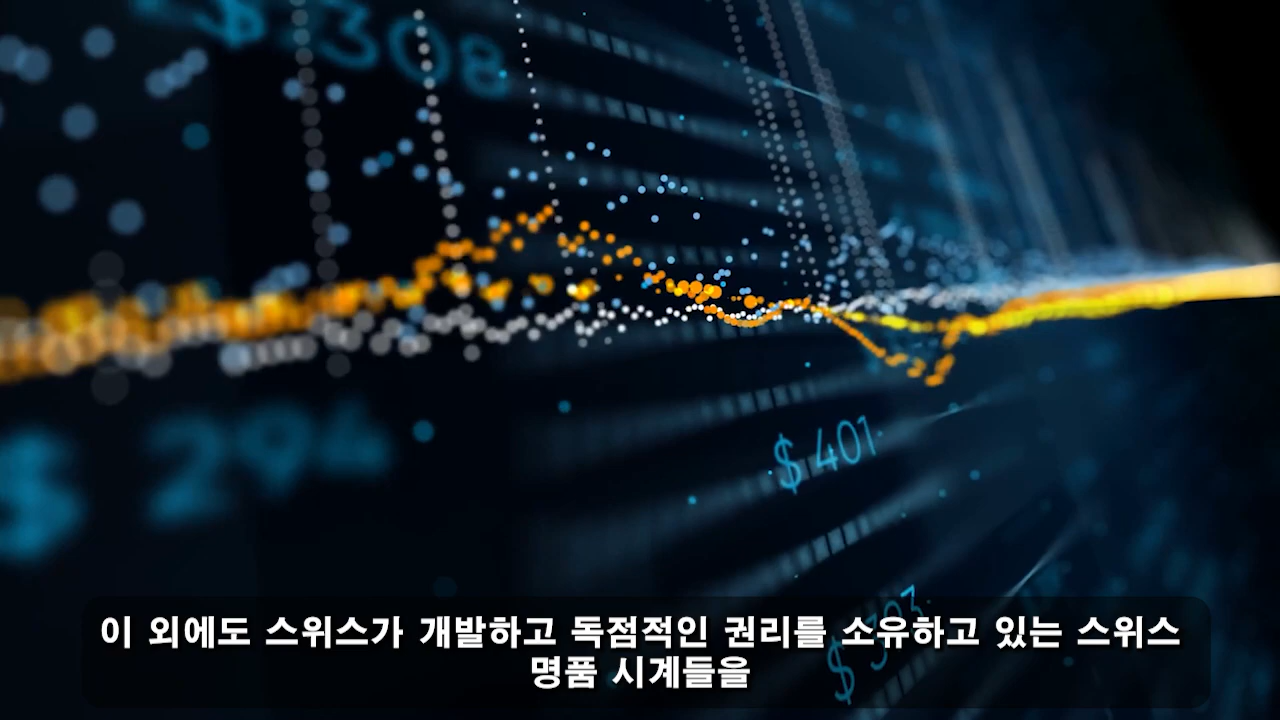 $ 308
$ 294
$ 401
$ 393
이 외에도 스위스가 개발하고 독점적인 권리를 소유하고 있는 스위스
명품 시계들을